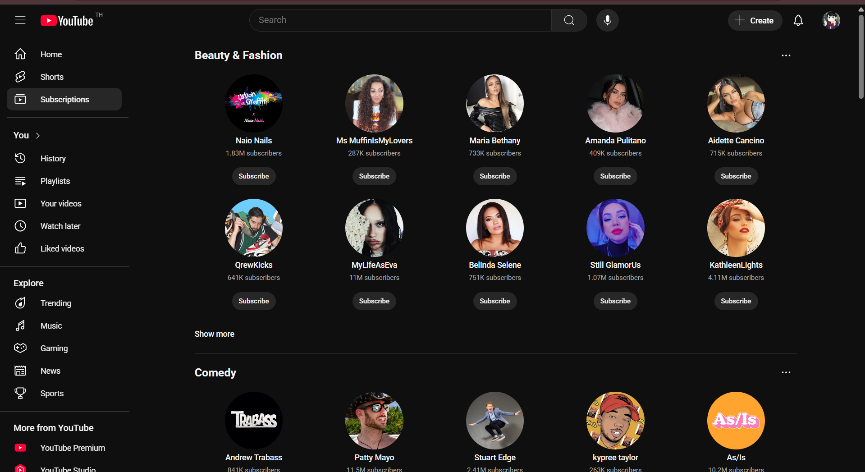 YouTube TH
Search
Create
Home
Shorts
Subscriptions
You
History
Playlists
Your videos
Watch later
Liked videos
Explore
Trending
Music
Gaming
News
Sports
More from YouTube
YouTube Premium
YouTube Studio
Beauty & Fashion
Naio Nails
Ms MuffinIsMyLovers
Maria Bethany
Amanda Pulitano
Aidette Cancino
1.83M subscribers
287K subscribers
733K subscribers
409K subscribers
715K subscribers
Subscribe
Subscribe
Subscribe
Subscribe
Subscribe
QrewKicks
MyLifeAsEva
Belinda Selene
Still GlamorUs
KathleenLights
641K subscribers
11M subscribers
751K subscribers
1.07M subscribers
4.11M subscribers
Subscribe
Subscribe
Subscribe
Subscribe
Subscribe
Show more
Comedy
TRABASS
As/Is
Andrew Trabass
Patty Mayo
Stuart Edge
kypree taylor
As/Is
841K subscribers
11.5M subscribers
2.41M subscribers
263K subscribers
10.2M subscribers